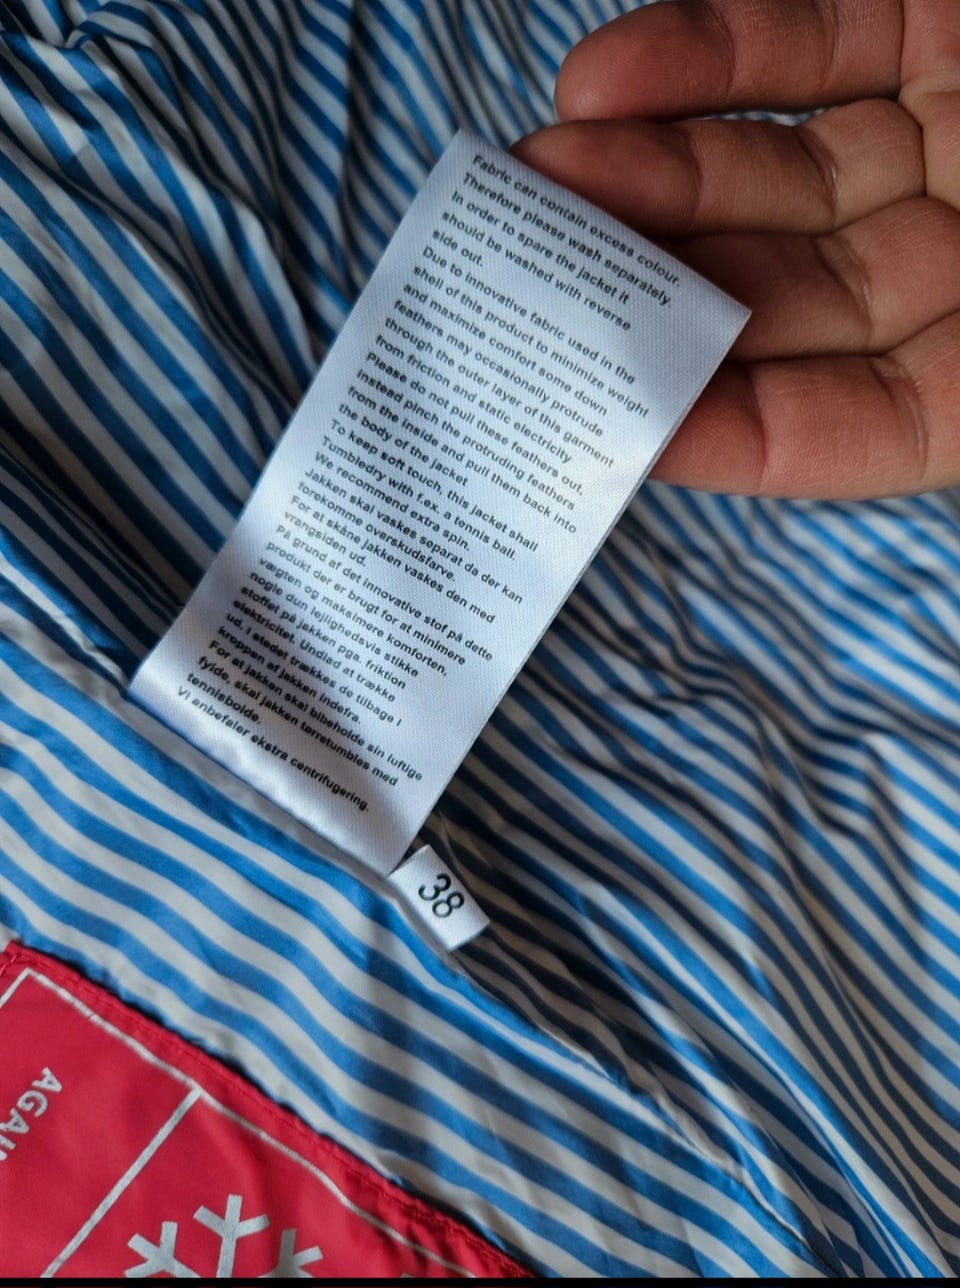 Fabric can contain excess colour.
Therefore please wash separately.
In order to spare the jacket it
should be washed with reverse
side out.
Due to innovative fabric used in the
shell of this product to minimize weight
and maximize comfort some down
feathers may occasionally protrude
through the outer layer of this garment
from friction and static electricity
Please do not pull these feathers out,
instead pinch the protruding feathers
from the inside and pull them back into
the body of the jacket
To keep soft touch, this jacket shall
Tumbledry with f.ex. a tennis ball.
We recommend extra spin.
Jakken skal vaskes separat da der kan
forekomme overskudsfarve.
For at skåne jakken vaskes den med
vrangsiden ud.
På grund af det innovative stof på dette
produkt der er brugt for at minimere
vægten og maksimere komforten,
nogle dun lejlighedsvis stikke
stoffet på jakken pga. friktion
elektricitet. Undlad at trække
ud. I stedet trækkes de tilbage i
kroppen af jakken indefra.
For at jakken skal bibeholde sin luftige
fylde, skal jakken tørretumbles med
tennisbolde.
Vi anbefaler ekstra centrifugering.
38